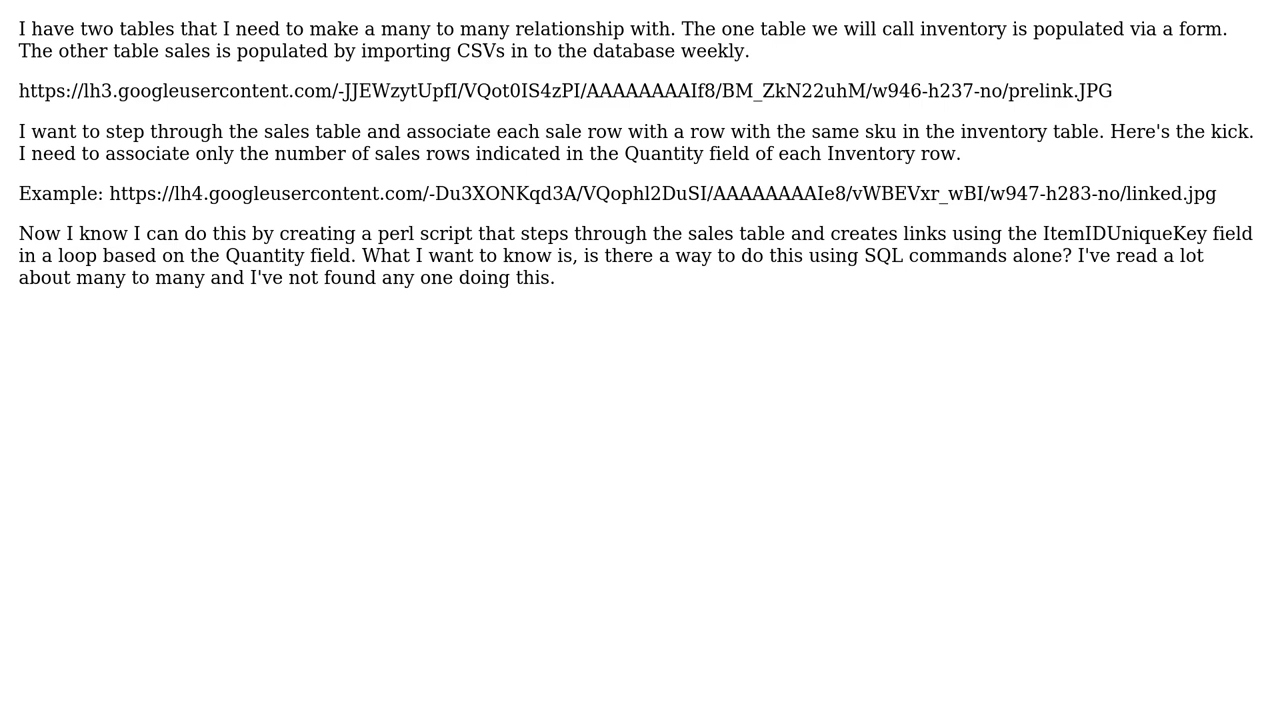 I have two tables that I need to make a many to many relationship with. The one table we will call inventory is populated via a form.
The other table sales is populated by importing CSVs in to the database weekly.
https://lh3.googleusercontent.com/-JJEWzytUpfI/VQot0IS4zPI/AAAAAAAAIf8/BM_ZkN22uhM/w946-h237-no/prelink.JPG
I want to step through the sales table and associate each sale row with a row with the same sku in the inventory table. Here's the kick.
I need to associate only the number of sales rows indicated in the Quantity field of each Inventory row.
Example: https://lh4.googleusercontent.com/-Du3XONKqd3A/VQophl2DuSI/AAAAAAAAIe8/vWBEVxr_wBI/w947-h283-no/linked.jpg
Now I know I can do this by creating a perl script that steps through the sales table and creates links using the ItemIDUniqueKey field
in a loop based on the Quantity field. What I want to know is, is there a way to do this using SQL commands alone? I've read a lot
about many to many and I've not found any one doing this.